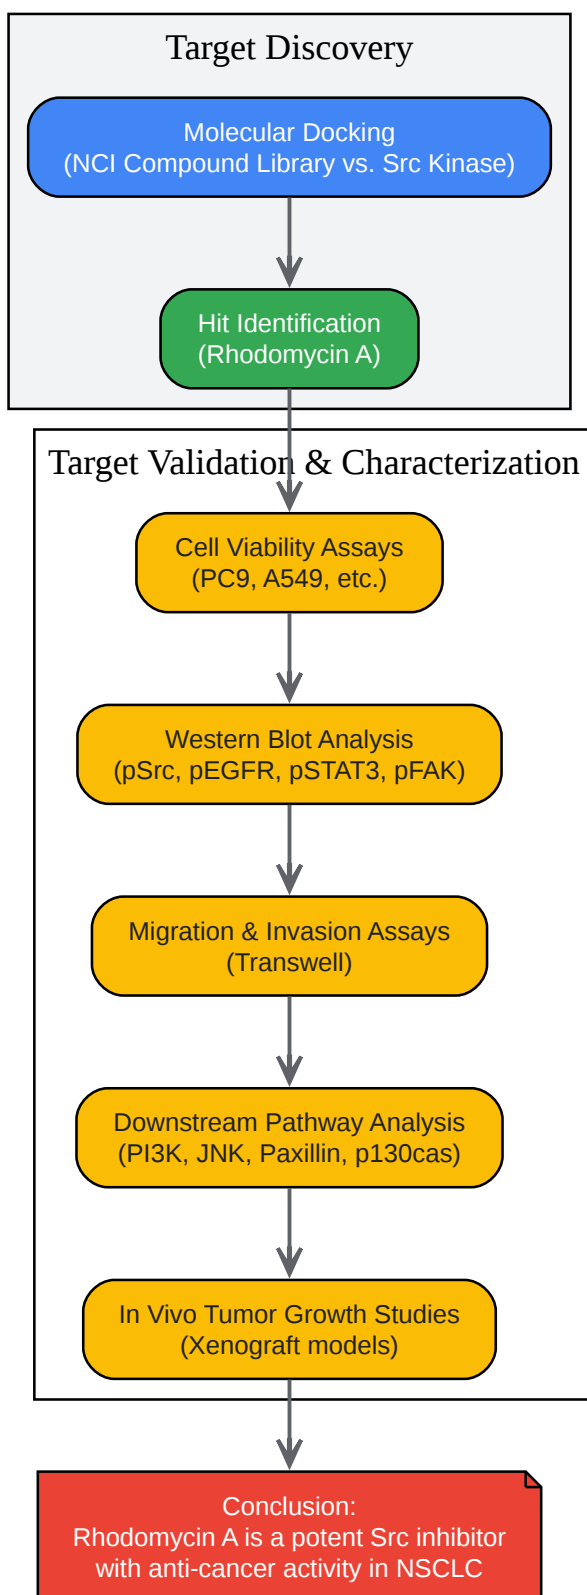 Target Discovery
Molecular Docking
(NCI Compound Library vs. Src Kinase)
Hit Identification
(Rhodomycin A)
Target Validation & Characterization
Cell Viability Assays
(PC9, A549, etc.)
Western Blot Analysis
(pSrc, pEGFR, pSTAT3, pFAK)
Migration & Invasion Assays
(Transwell)
Downstream Pathway Analysis
(PI3K, JNK, Paxillin, p130cas)
In Vivo Tumor Growth Studies
(Xenograft models)
Conclusion:
Rhodomycin A is a potent Src inhibitor
with anti-cancer activity in NSCLC